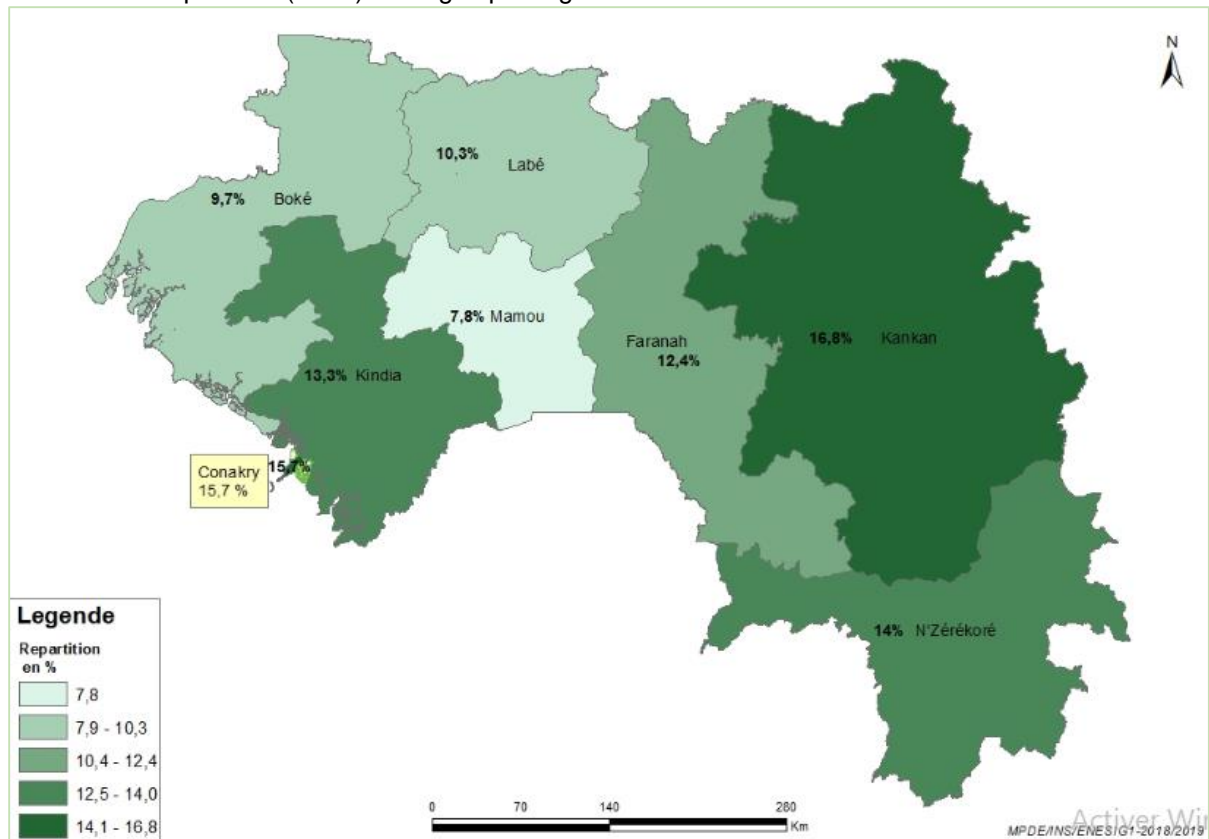 N
10,3% Labé
9,7% Boké
7,8% Mamou
Faranah
12,4%
16,8% Kankan
13,3% Kindia
15,7%
Conakry
15,7 %
14% N'Zérékoré
Legende
Repartition
en %
7,8
7,9 - 10,3
10,4 - 12,4
12,5 - 14,0
14,1 - 16,8
0 70 140 280
Km
Activer Wi
MPDE/INS/ENESIG1-2018/2019